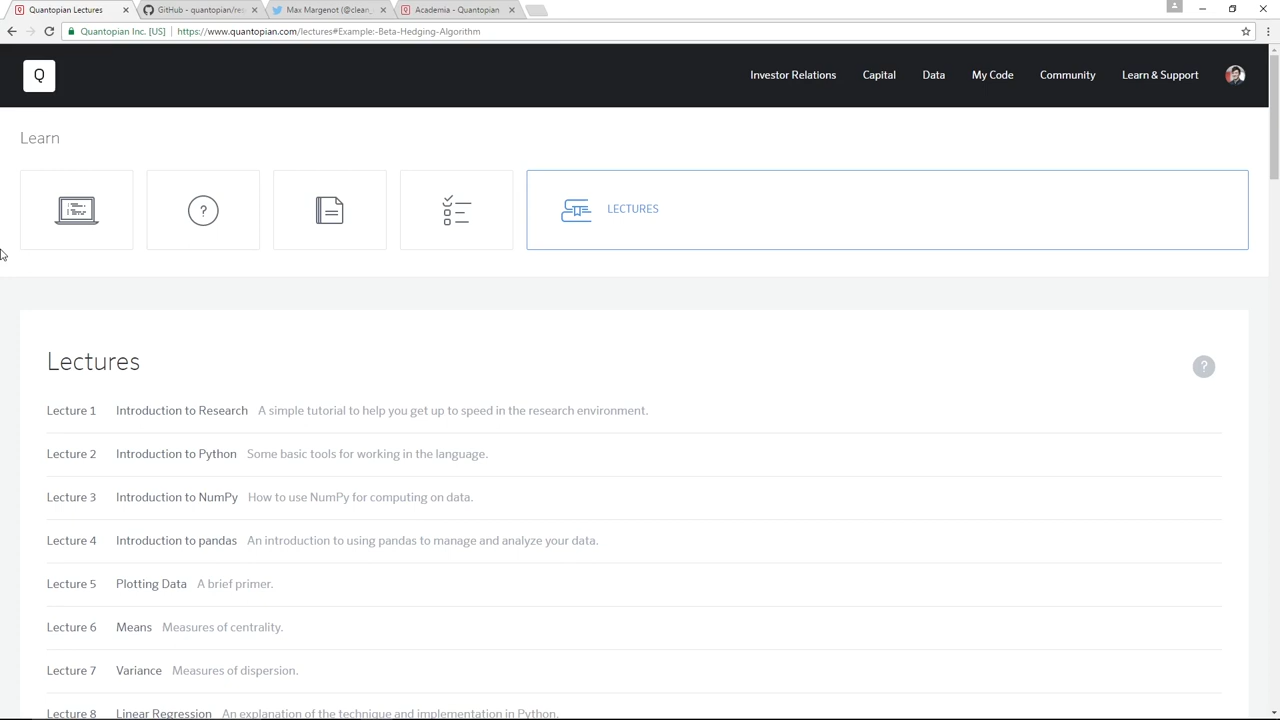 Quantopian Lectures
GitHub - quantopian/res
Max Margenot (@clean_
Academia - Quantopian
Quantopian Inc. [US]
https://www.quantopian.com/lectures#Example:-Beta-Hedging-Algorithm
Q
Investor Relations
Capital
Data
My Code
Community
Learn & Support
Learn
?
LECTURES
Lectures
?
Lecture 1 Introduction to Research A simple tutorial to help you get up to speed in the research environment.
Lecture 2 Introduction to Python Some basic tools for working in the language.
Lecture 3 Introduction to NumPy How to use NumPy for computing on data.
Lecture 4 Introduction to pandas An introduction to using pandas to manage and analyze your data.
Lecture 5 Plotting Data A brief primer.
Lecture 6 Means Measures of centrality.
Lecture 7 Variance Measures of dispersion.
Lecture 8 Linear Regression An explanation of the technique and implementation in Python.